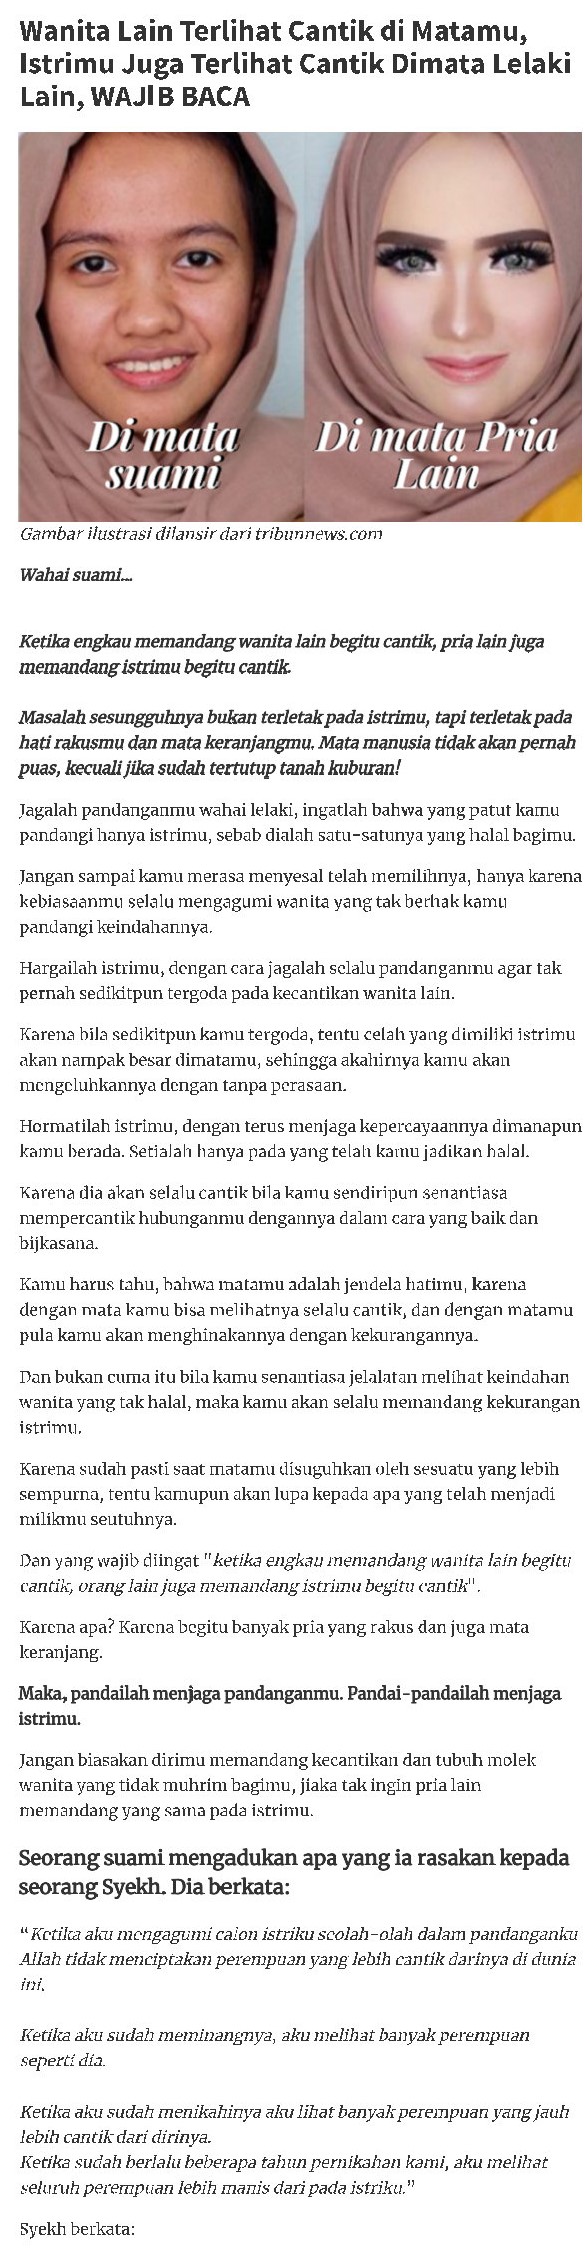 Wanita Lain Terlihat Cantik di Matamu,
Istrimu Juga Terlihat Cantik Dimata Lelaki
Lain, WAJIB BACA
Di mata
suami
Di mata Pria
Lain
Gambar ilustrasi dilansir dari tribunnews.com
Wahai suami...
Ketika engkau memandang wanita lain begitu cantik, pria lain juga
memandang istrimu begitu cantik.
Masalah sesungguhnya bukan terletak pada istrimu, tapi terletak pada
hati rakusmu dan mata keranjangmu. Mata manusia tidak akan pernah
puas, kecuali jika sudah tertutup tanah kuburan!
Jagalah pandanganmu wahai lelaki, ingatlah bahwa yang patut kamu
pandangi hanya istrimu, sebab dialah satu-satunya yang halal bagimu.
Jangan sampai kamu merasa menyesal telah memilihnya, hanya karena
kebiasaanmu selalu mengagumi wanita yang tak berhak kamu
pandangi keindahannya.
Hargailah istrimu, dengan cara jagalah selalu pandanganmu agar tak
pernah sedikitpun tergoda pada kecantikan wanita lain.
Karena bila sedikitpun kamu tergoda, tentu celah yang dimiliki istrimu
akan nampak besar dimatamu, sehingga akahirnya kamu akan
mengeluhkannya dengan tanpa perasaan.
Hormatilah istrimu, dengan terus menjaga kepercayaannya dimanapun
kamu berada. Setialah hanya pada yang telah kamu jadikan halal.
Karena dia akan selalu cantik bila kamu sendiripun senantiasa
mempercantik hubunganmu dengannya dalam cara yang baik dan
bijkasana.
Kamu harus tahu, bahwa matamu adalah jendela hatimu, karena
dengan mata kamu bisa melihatnya selalu cantik, dan dengan matamu
pula kamu akan menghinakannya dengan kekurangannya.
Dan bukan cuma itu bila kamu senantiasa jelalatan melihat keindahan
wanita yang tak halal, maka kamu akan selalu memandang kekurangan
istrimu.
Karena sudah pasti saat matamu disuguhkan oleh sesuatu yang lebih
sempurna, tentu kamupun akan lupa kepada apa yang telah menjadi
milikmu seutuhnya.
Dan yang wajib diingat "ketika engkau memandang wanita lain begitu
cantik, orang lain juga memandang istrimu begitu cantik".
Karena apa? Karena begitu banyak pria yang rakus dan juga mata
keranjang.
Maka, pandailah menjaga pandanganmu. Pandai-pandailah menjaga
istrimu.
Jangan biasakan dirimu memandang kecantikan dan tubuh molek
wanita yang tidak muhrim bagimu, jiaka tak ingin pria lain
memandang yang sama pada istrimu.
Seorang suami mengadukan apa yang ia rasakan kepada
seorang Syekh. Dia berkata:
“Ketika aku mengagumi calon istriku seolah-olah dalam pandanganku
Allah tidak menciptakan perempuan yang lebih cantik darinya di dunia
ini.
Ketika aku sudah meminangnya, aku melihat banyak perempuan
seperti dia.
Ketika aku sudah menikahinya aku lihat banyak perempuan yang jauh
lebih cantik dari dirinya.
Ketika sudah berlalu beberapa tahun pernikahan kami, aku melihat
seluruh perempuan lebih manis dari pada istriku.”
Syekh berkata: